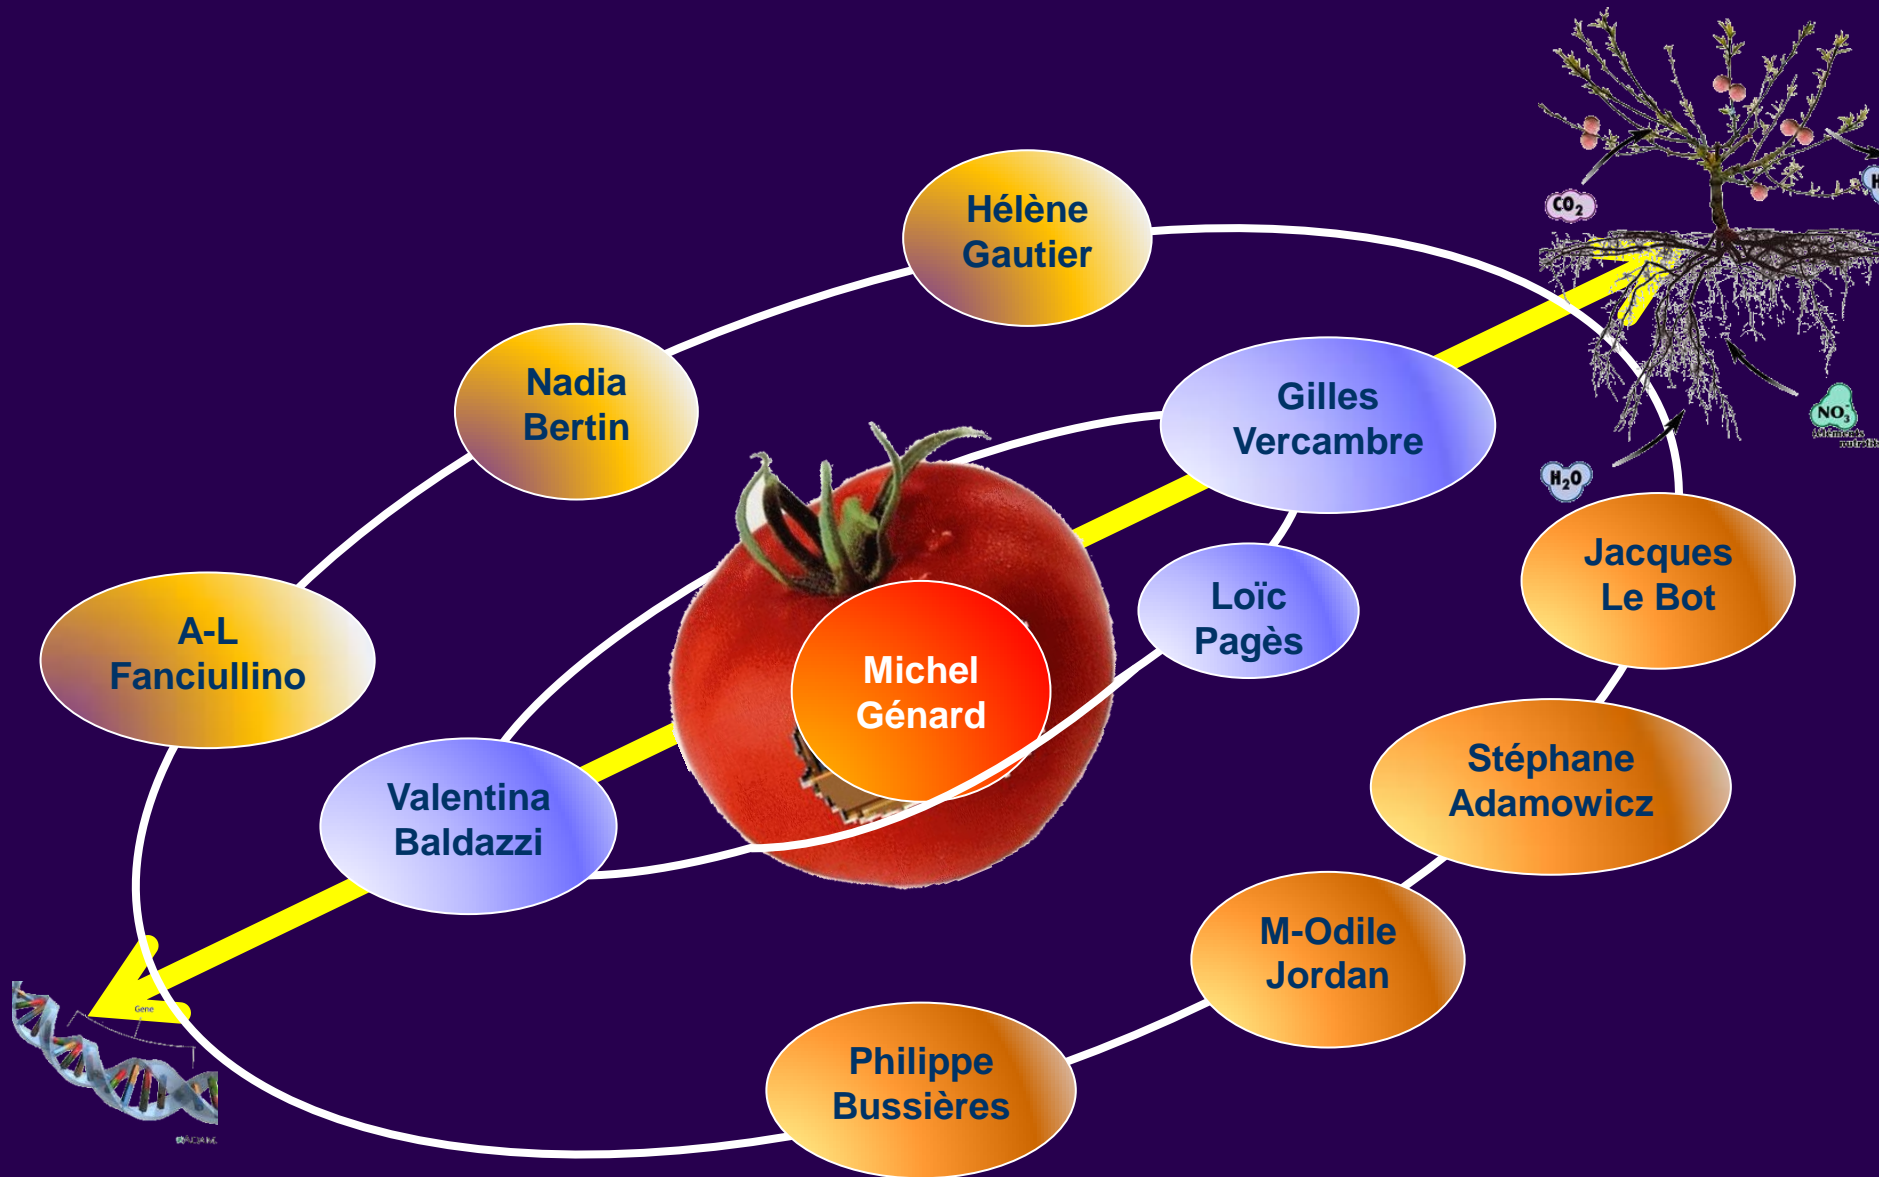 Hélène
Gautier
CO₂
H
Nadia
Bertin
Gilles
Vercambre
NO₃⁻
H₂O
Jacques
Le Bot
Loïc
Pagès
A-L
Fanciullino
Michel
Génard
Stéphane
Adamowicz
Valentina
Baldazzi
M-Odile
Jordan
Gene
Philippe
Bussières